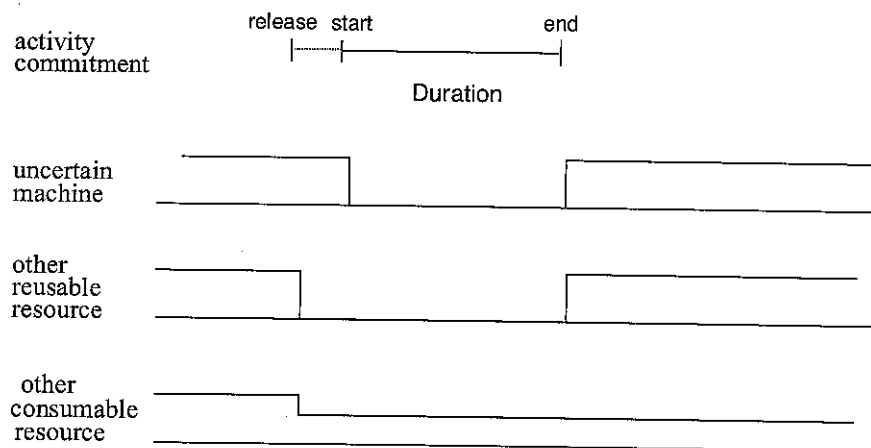 release start end
activity
commitment
Duration
uncertain
machine
other
reusable
resource
other
consumable
resource